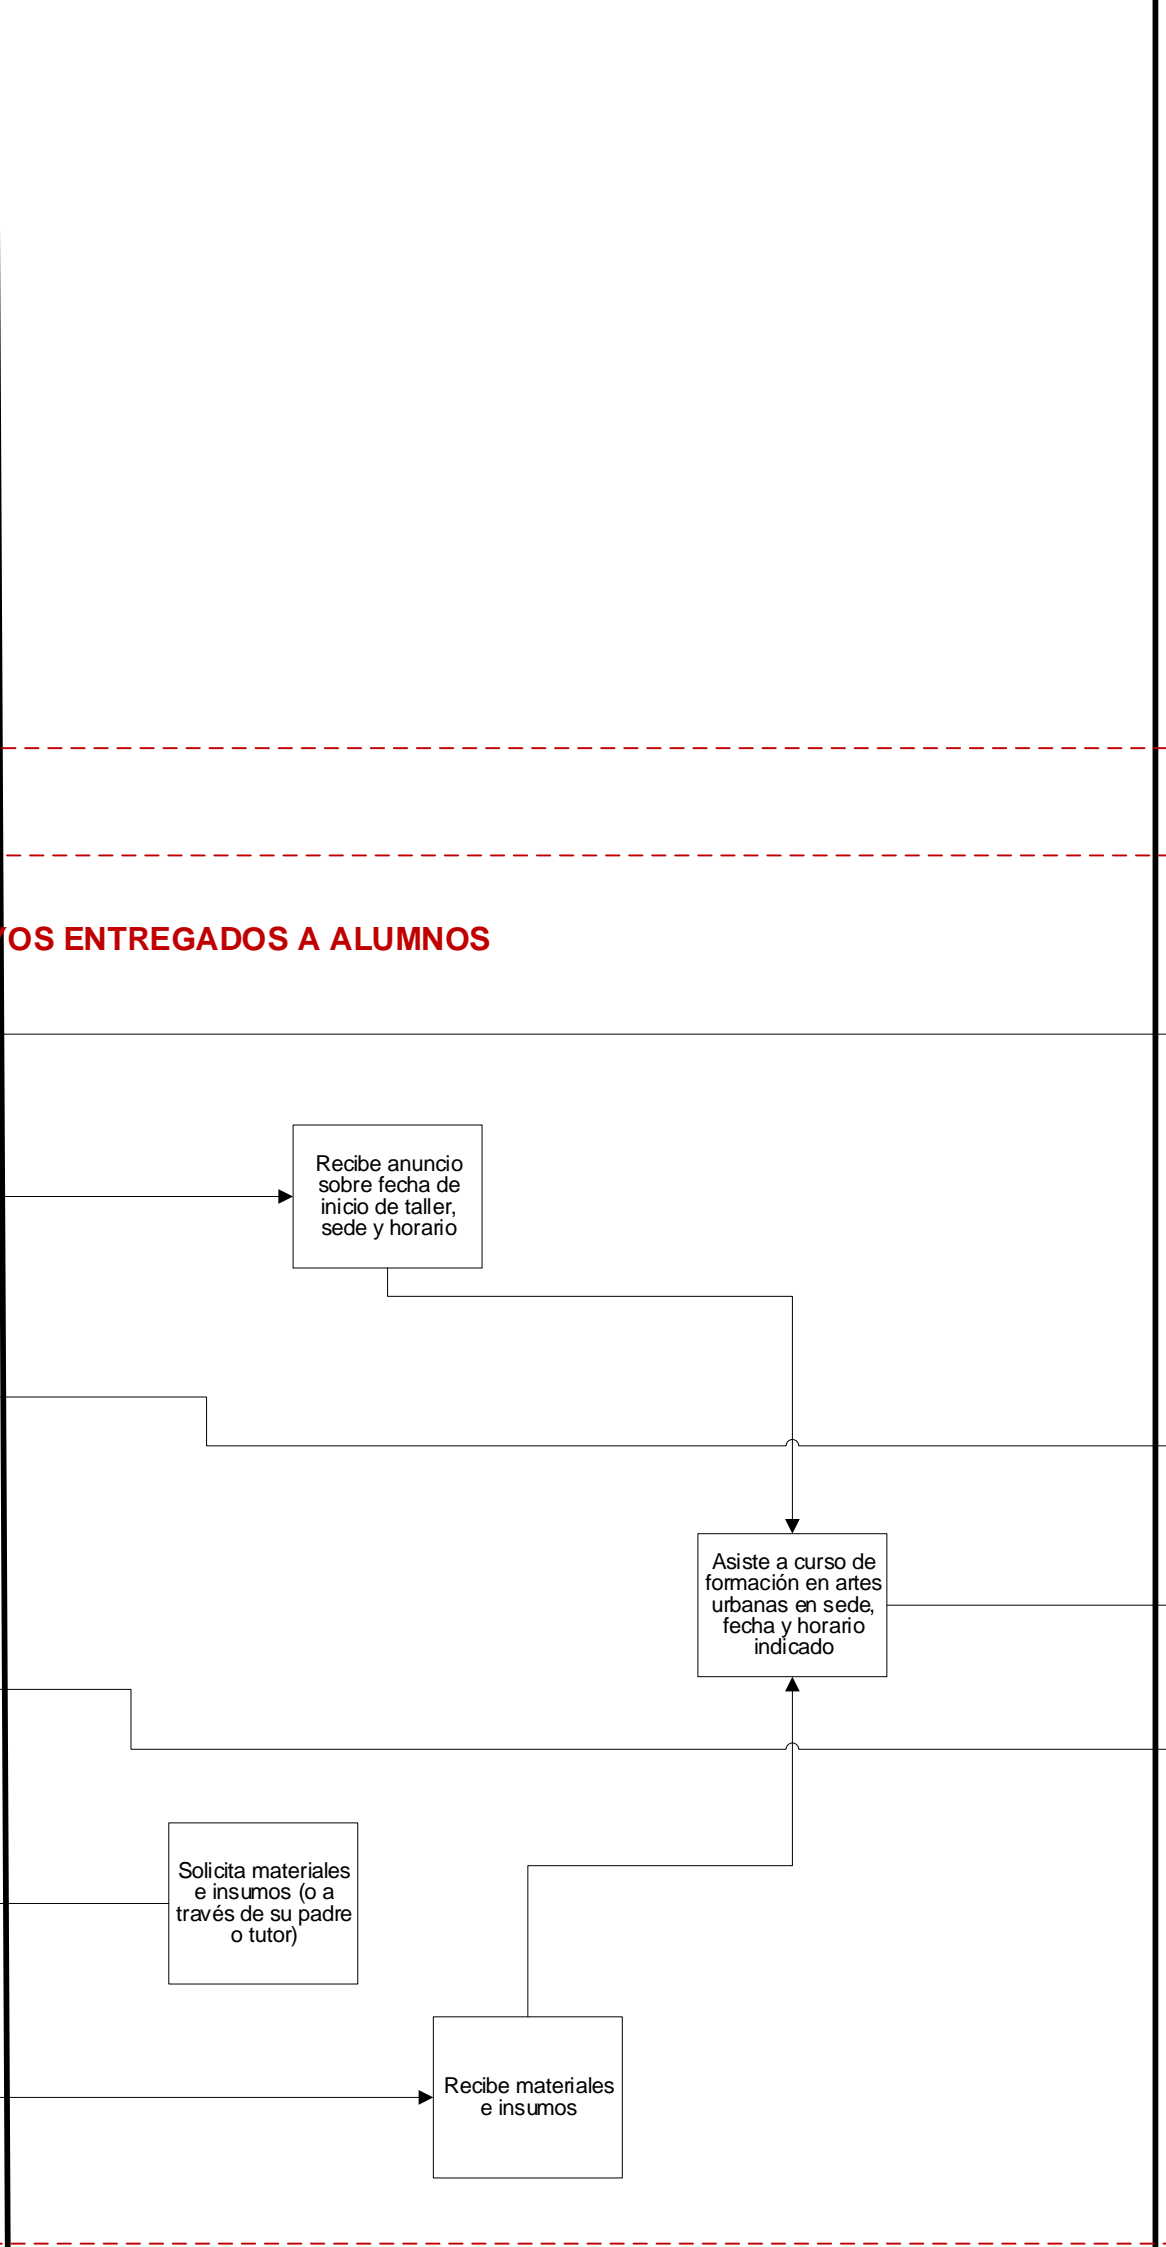 OS ENTREGADOS A ALUMNOS
Recibe anuncio
sobre fecha de
inicio de taller,
sede y horario
Asiste a curso de
formación en artes
urbanas en sede,
fecha y horario
indicado
Solicita materiales
e insumos (o a
través de su padre
o tutor)
Recibe materiales
e insumos